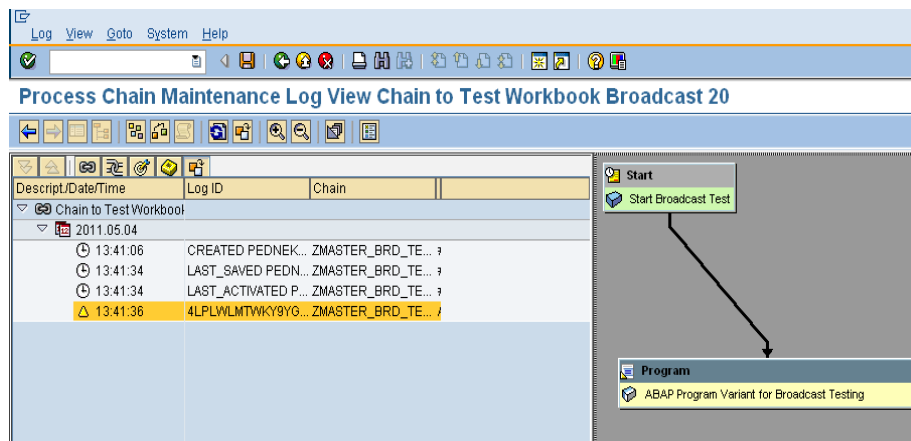 Log View Goto System Help
Process Chain Maintenance Log View Chain to Test Workbook Broadcast 20
Descript./Date/Time Log ID Chain
Chain to Test Workbook
2011.05.04
13:41:06 CREATED PEDNEK... ZMASTER_BRD_TE...
13:41:34 LAST_SAVED PEDN... ZMASTER_BRD_TE...
13:41:34 LAST_ACTIVATED P... ZMASTER_BRD_TE...
13:41:36 4LPLWLMTWKY9YG... ZMASTER_BRD_TE...
Start
Start Broadcast Test
Program
ABAP Program Variant for Broadcast Testing